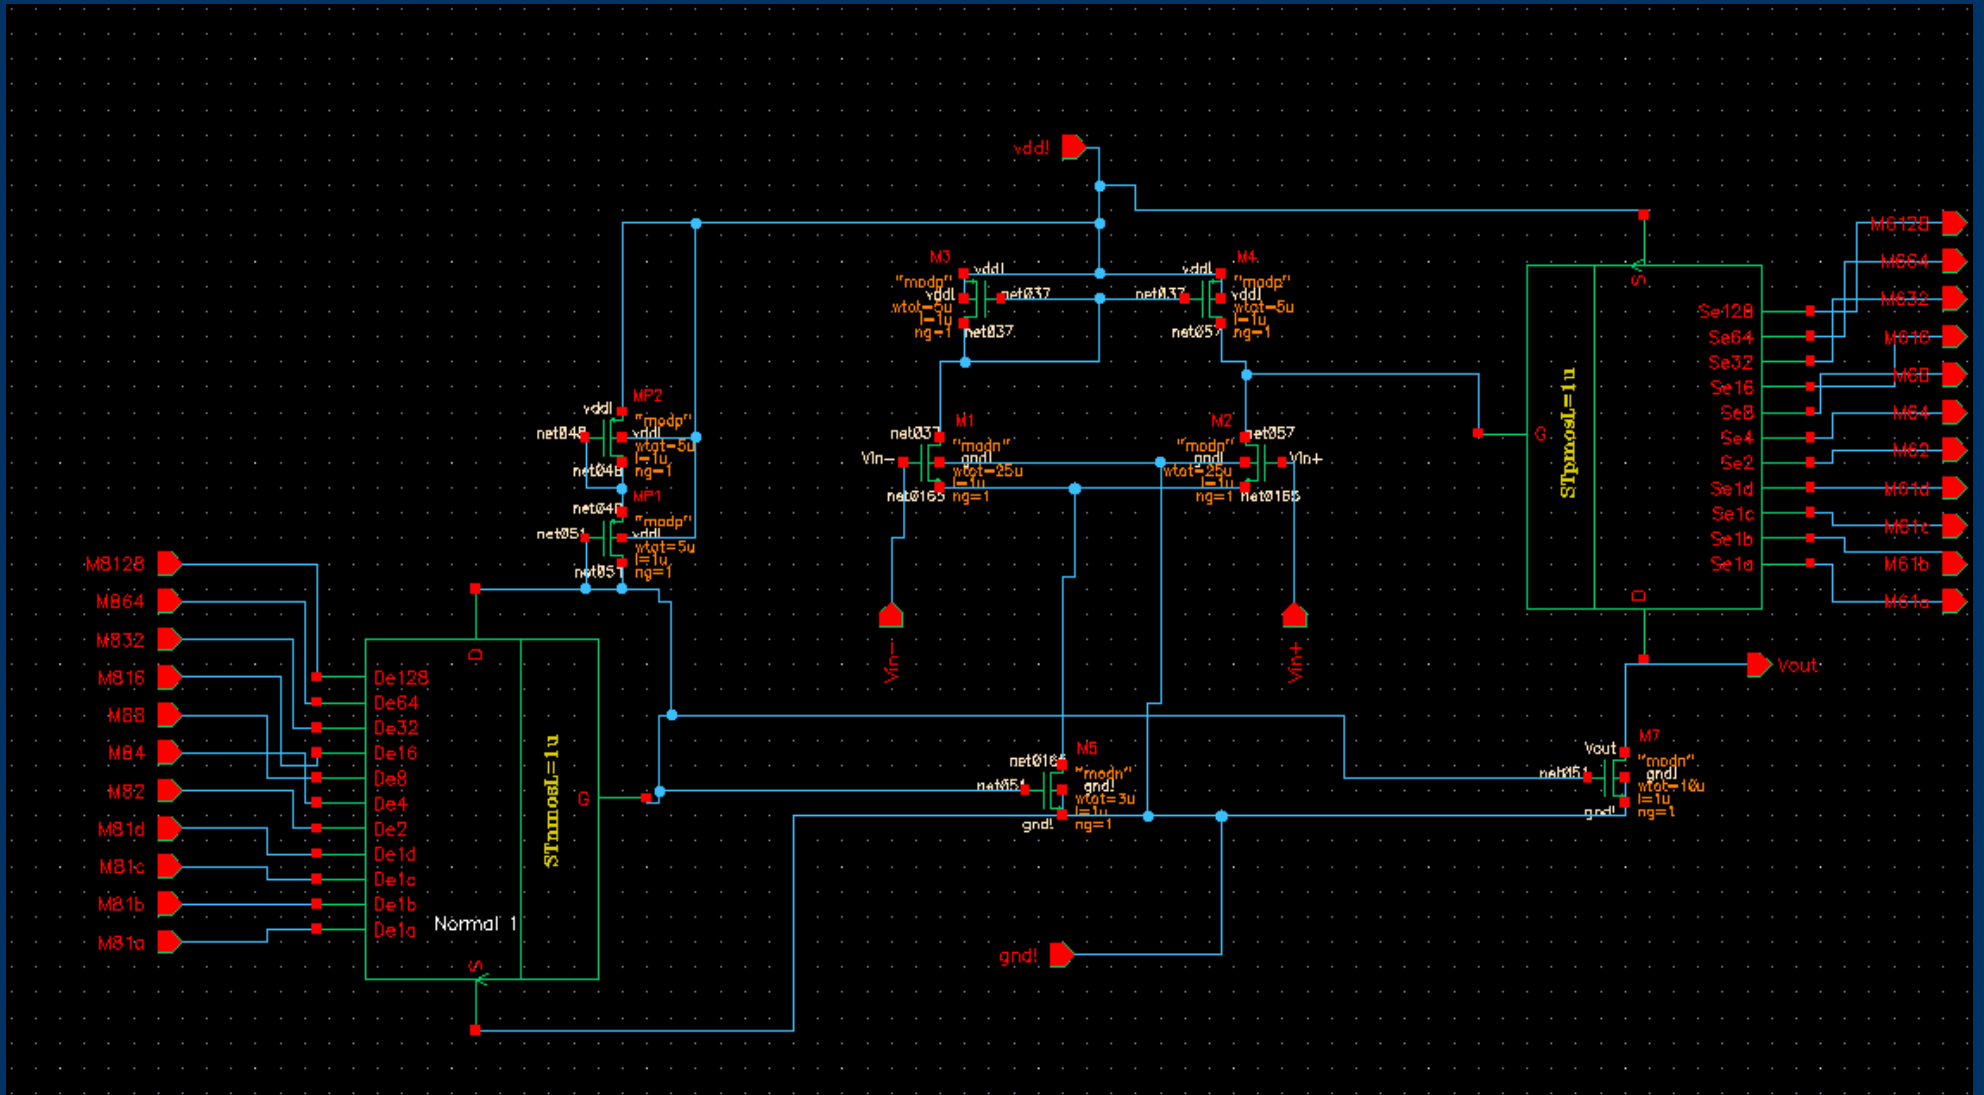 vdd!
M3
vdd!
"modp"
vdd!
wtot=5u
l=1u
ng=1
net037
net037
M4
vdd!
"modp"
net037
vdd!
wtot=5u
l=1u
ng=1
net057
MP2
vdd!
"modp"
net048
vdd!
wtot=5u
l=1u
net048
ng=1
MP1
net048
"modp"
net051
vdd!
wtot=5u
l=1u
net051
ng=1
M1
net037
"modn"
Vin-
gnd!
wtot=25u
l=1u
net0165
ng=1
M2
net057
"modn"
gnd!
Vin+
wtot=25u
l=1u
ng=1
net0165
Vin-
Vin+
M8128
M864
M832
M816
M88
M84
M82
M81d
M81c
M81b
M81a
D
De128
De64
De32
De16
De8
De4
De2
De1d
De1c
De1b
De1a
G
S
STnmosL=1u
Normal 1
M5
net0165
"modn"
net051
gnd!
wtot=3u
l=1u
gnd!
ng=1
gnd!
M7
Vout
"modn"
net051
gnd!
wtot=10u
l=1u
gnd!
ng=1
Vout
S
G
D
STpmosL=1u
Se128
Se64
Se32
Se16
Se8
Se4
Se2
Se1d
Se1c
Se1b
Se1a
M6128
M664
M632
M616
M68
M64
M62
M61d
M61c
M61b
M61a